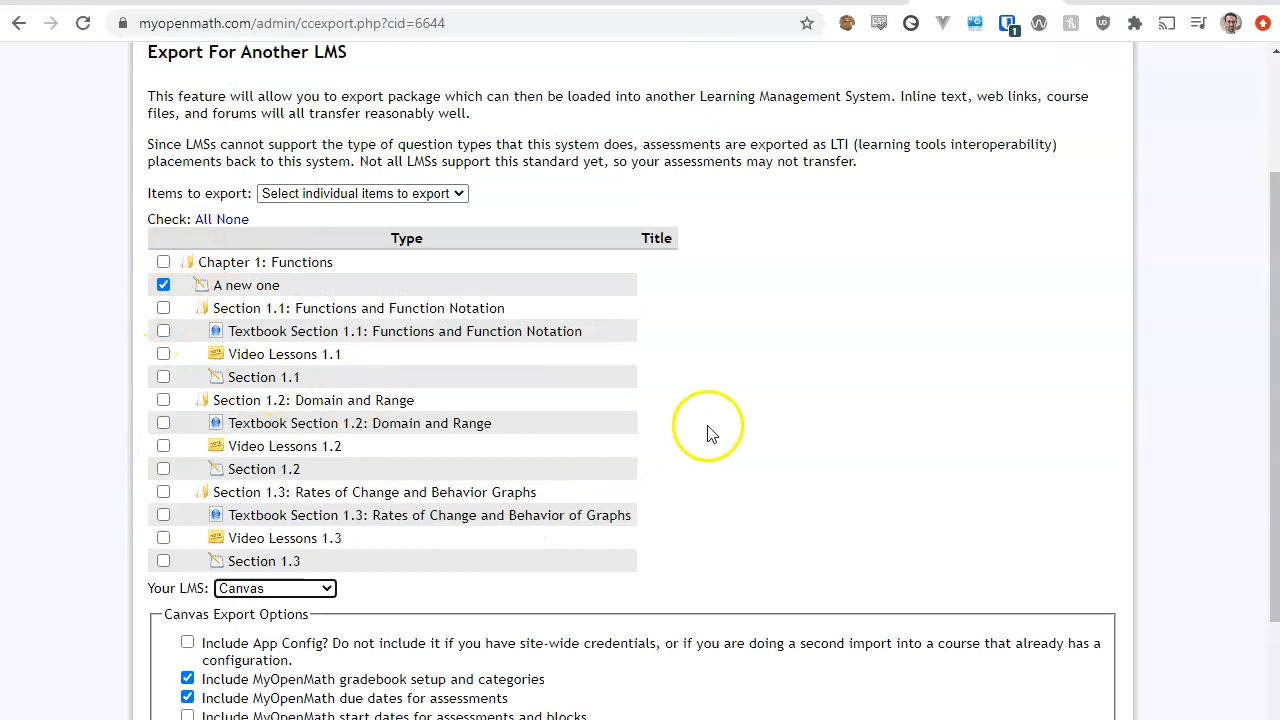 myopenmath.com/admin/ccexport.php?cid=6644
1
Export For Another LMS
This feature will allow you to export package which can then be loaded into another Learning Management System. Inline text, web links, course
files, and forums will all transfer reasonably well.
Since LMSs cannot support the type of question types that this system does, assessments are exported as LTI (learning tools interoperability)
placements back to this system. Not all LMSs support this standard yet, so your assessments may not transfer.
Items to export: Select individual items to export
Check: All None
Type Title
Chapter 1: Functions
A new one
Section 1.1: Functions and Function Notation
Textbook Section 1.1: Functions and Function Notation
Video Lessons 1.1
Section 1.1
Section 1.2: Domain and Range
Textbook Section 1.2: Domain and Range
Video Lessons 1.2
Section 1.2
Section 1.3: Rates of Change and Behavior Graphs
Textbook Section 1.3: Rates of Change and Behavior of Graphs
Video Lessons 1.3
Section 1.3
Your LMS: Canvas
Canvas Export Options
Include App Config? Do not include it if you have site-wide credentials, or if you are doing a second import into a course that already has a
configuration.
Include MyOpenMath gradebook setup and categories
Include MyOpenMath due dates for assessments
Include MyOpenMath start dates for assessments and blocks